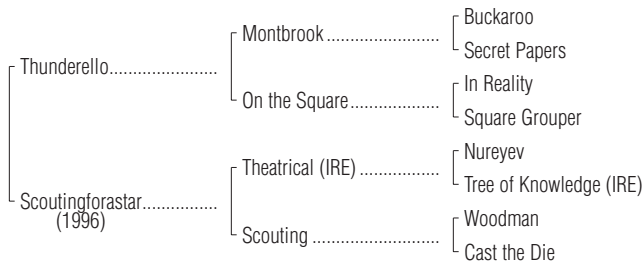 Buckaroo
Montbrook
Secret Papers
Thunderello
In Reality
On the Square
Square Grouper
Nureyev
Theatrical (IRE)
Tree of Knowledge (IRE)
Scoutingforastar
(1996)
Woodman
Scouting
Cast the Die